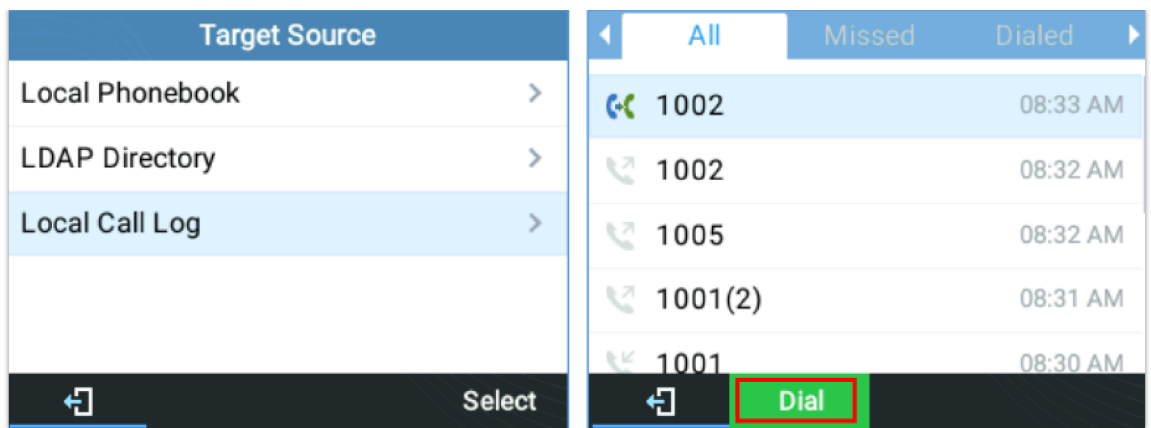 Target Source
Local Phonebook
LDAP Directory
Local Call Log
Select
All Missed Dialed
1002 08:33 AM
1002 08:32 AM
1005 08:32 AM
1001(2) 08:31 AM
1001 08:30 AM
Dial